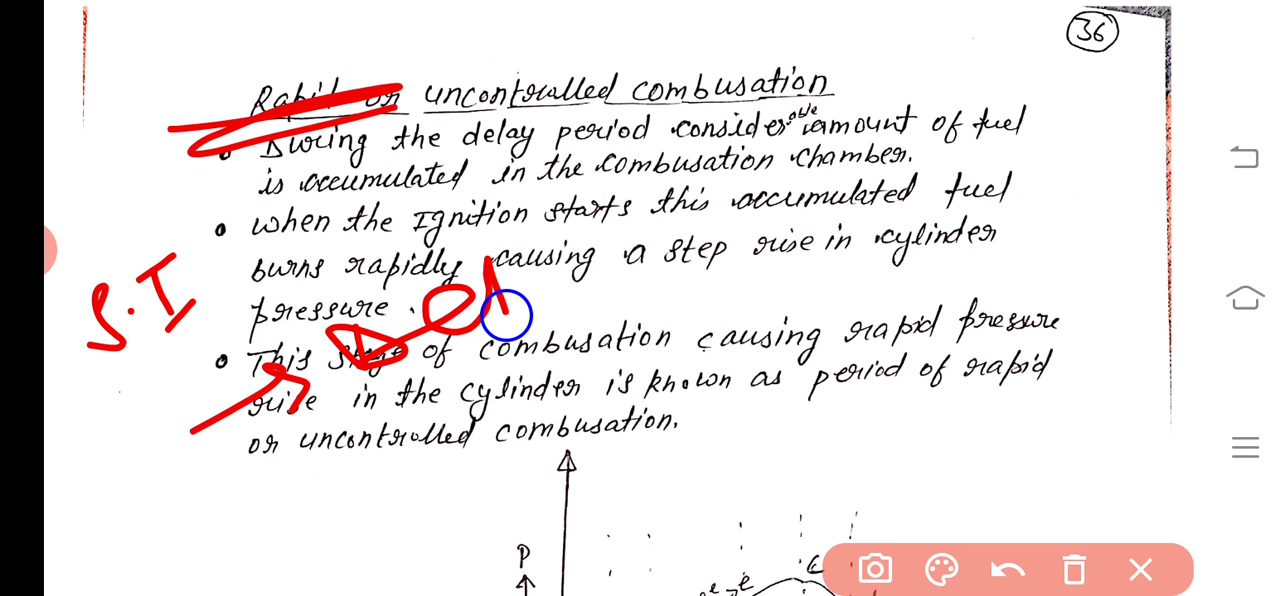 36
Rapid or uncontrolled combusation
During the delay period considerable amount of fuel
is accumulated in the combusation chamber.
when the Ignition starts this accumulated fuel
burns rapidly causing a step rise in cylinder
pressure.
S.I
This stage of combusation causing rapid pressure
rise in the cylinder is known as period of rapid
or uncontrolled combusation.
P